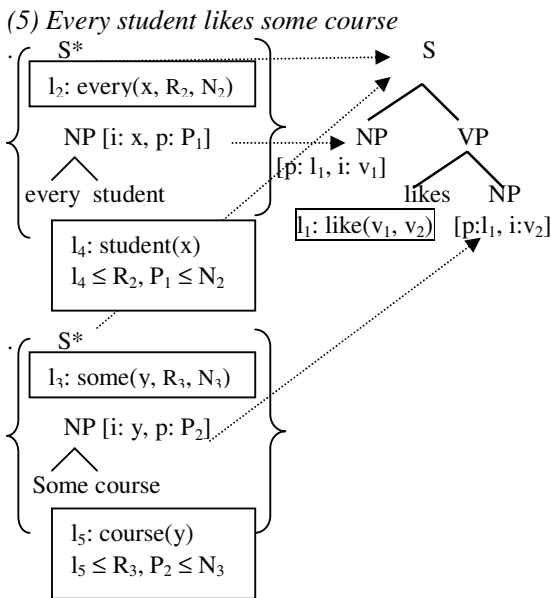 (5) Every student likes some course
. S* S
l₂: every(x, R₂, N₂)
NP [i: x, p: P₁] NP VP
[p: l₁, i: v₁]
every student likes NP
l₁: like(v₁, v₂) [p:l₁, i:v₂]
l₄: student(x)
l₄ ≤ R₂, P₁ ≤ N₂
. S*
l₃: some(y, R₃, N₃)
NP [i: y, p: P₂]
Some course
l₅: course(y)
l₅ ≤ R₃, P₂ ≤ N₃